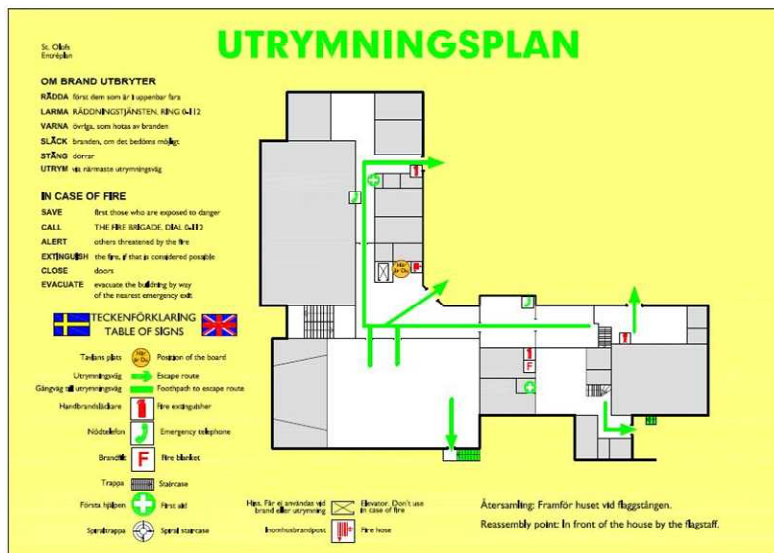 UTRYMNINGSPLAN
St. Olofs
Entréplan
OM BRAND UTBRYTER
RÄDDA först dem som är i uppenbar fara
LARMA RÄDDNINGSTJÄNSTEN, RING 0-112
VARNA övriga, som hotas av branden
SLÄCK branden, om det bedöms möjligt
STÄNG dörrar
UTRYM via närmaste utrymningsväg
IN CASE OF FIRE
SAVE first those who are exposed to danger
CALL THE FIRE BRIGADE, DIAL 0-112
ALERT others threatened by the fire
EXTINGUISH the fire, if that is considered possible
CLOSE doors
EVACUATE evacuate the buildning by way
of the nearest emergency exit
TECKENFÖRKLARING
TABLE OF SIGNS
Tavlans plats Här är Du Position of the board
Utrymningsväg Escape route
Gångväg till utrymningsväg Footpath to escape route
Handbrandsläckare Fire extinguisher
Nödtelefon Emergency telephone
Brandfilt F Fire blanket
Trappa Staircase
Första hjälpen First aid
Spiraltrappa Spiral staircase
Hiss. Får ej användas vid
brand eller utrymning
Elevator. Don't use
in case of fire
Inomhusbrandpost Fire hose
Här
är Du
F
Återsamling: Framför huset vid flaggstången.
Reassembly point: In front of the house by the flagstaff.